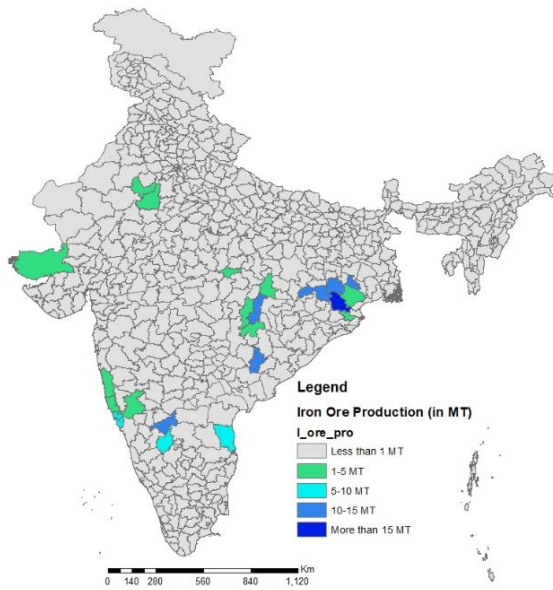 Legend
Iron Ore Production (in MT)
I_ore_pro
Less than 1 MT
1-5 MT
5-10 MT
10-15 MT
More than 15 MT
Km
0 140 280 560 840 1,120